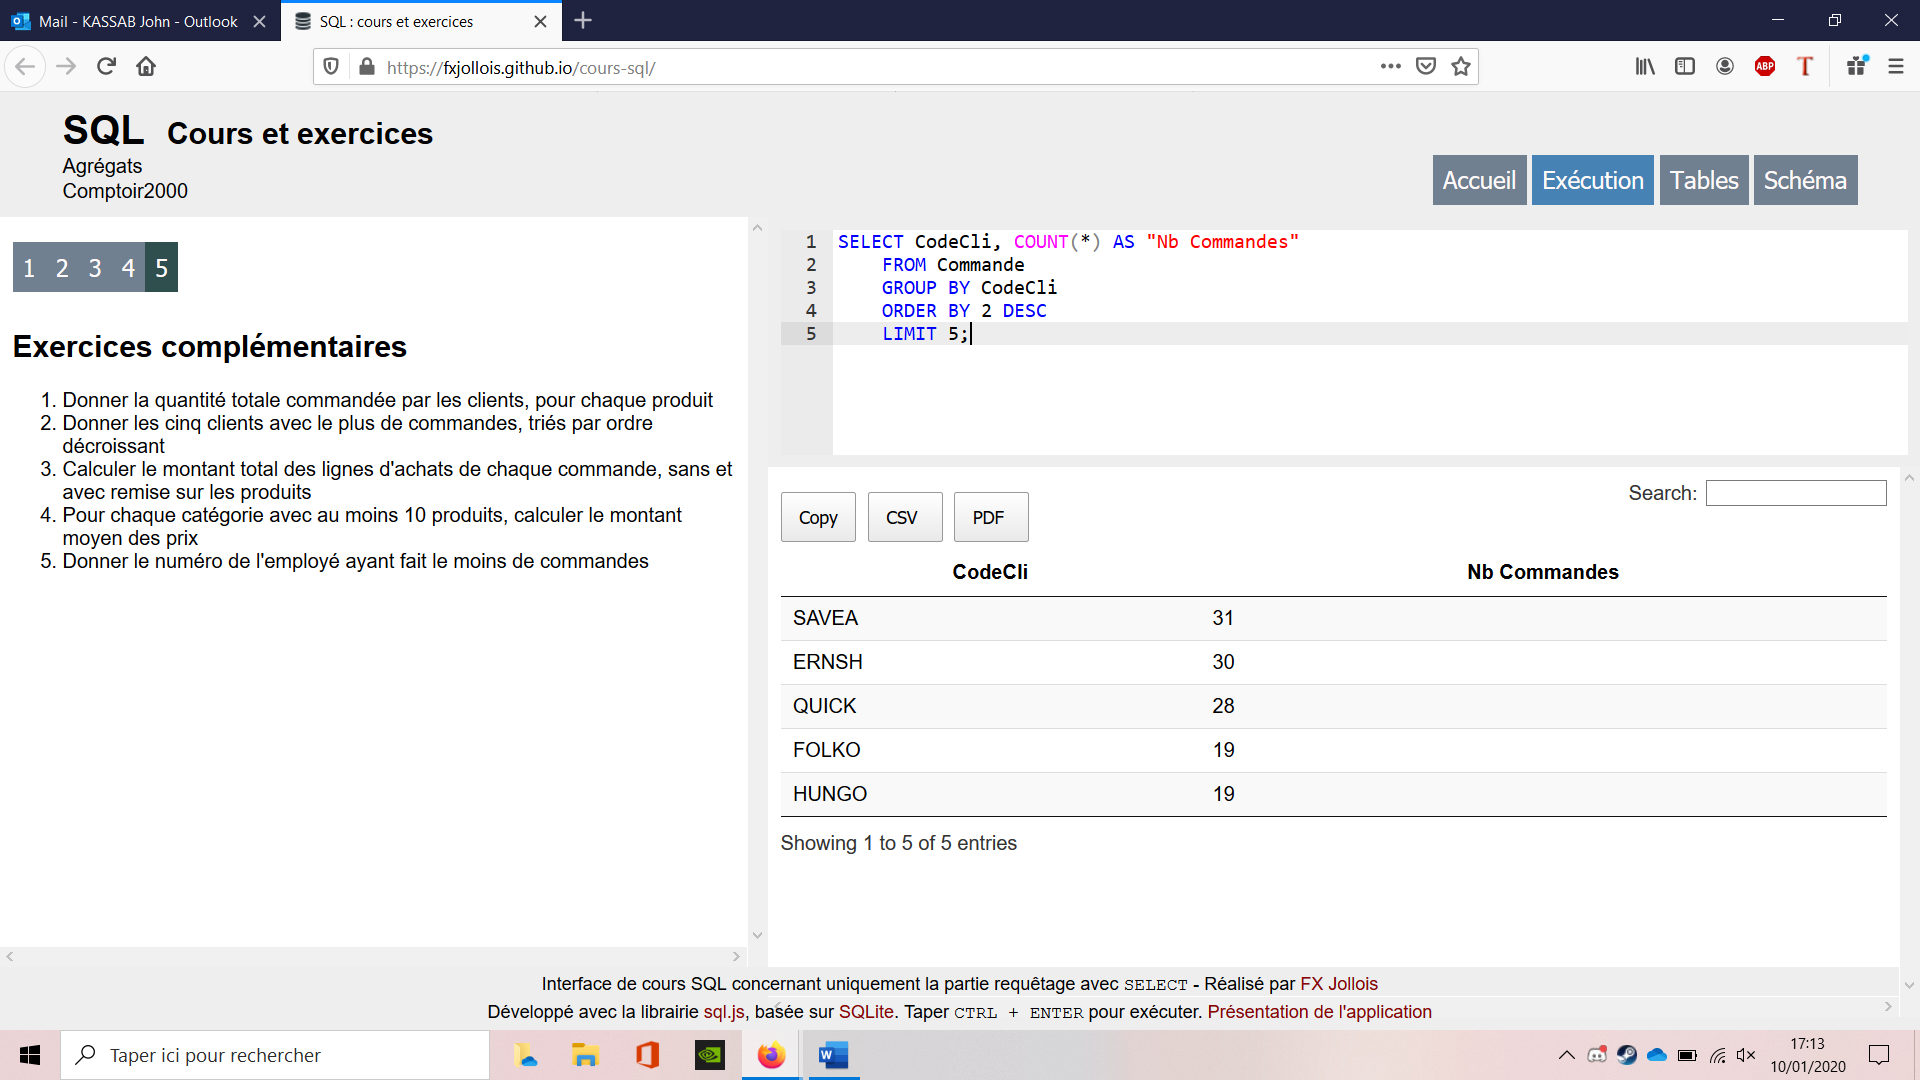 Mail - KASSAB John - Outlook
SQL : cours et exercices
https://fxjollois.github.io/cours-sql/
ABP
T
SQL Cours et exercices
Agrégats
Comptoir2000
Accueil Exécution Tables Schéma
1 2 3 4 5
Exercices complémentaires
1. Donner la quantité totale commandée par les clients, pour chaque produit
2. Donner les cinq clients avec le plus de commandes, triés par ordre
décroissant
3. Calculer le montant total des lignes d'achats de chaque commande, sans et
avec remise sur les produits
4. Pour chaque catégorie avec au moins 10 produits, calculer le montant
moyen des prix
5. Donner le numéro de l'employé ayant fait le moins de commandes
1 SELECT CodeCli, COUNT(*) AS "Nb Commandes"
2 FROM Commande
3 GROUP BY CodeCli
4 ORDER BY 2 DESC
5 LIMIT 5;
Search:
Copy CSV PDF
CodeCli Nb Commandes
SAVEA 31
ERNSH 30
QUICK 28
FOLKO 19
HUNGO 19
Showing 1 to 5 of 5 entries
Interface de cours SQL concernant uniquement la partie requêtage avec SELECT - Réalisé par FX Jollois
Développé avec la librairie sql.js, basée sur SQLite. Taper CTRL + ENTER pour exécuter. Présentation de l'application
Taper ici pour rechercher
17:13
10/01/2020